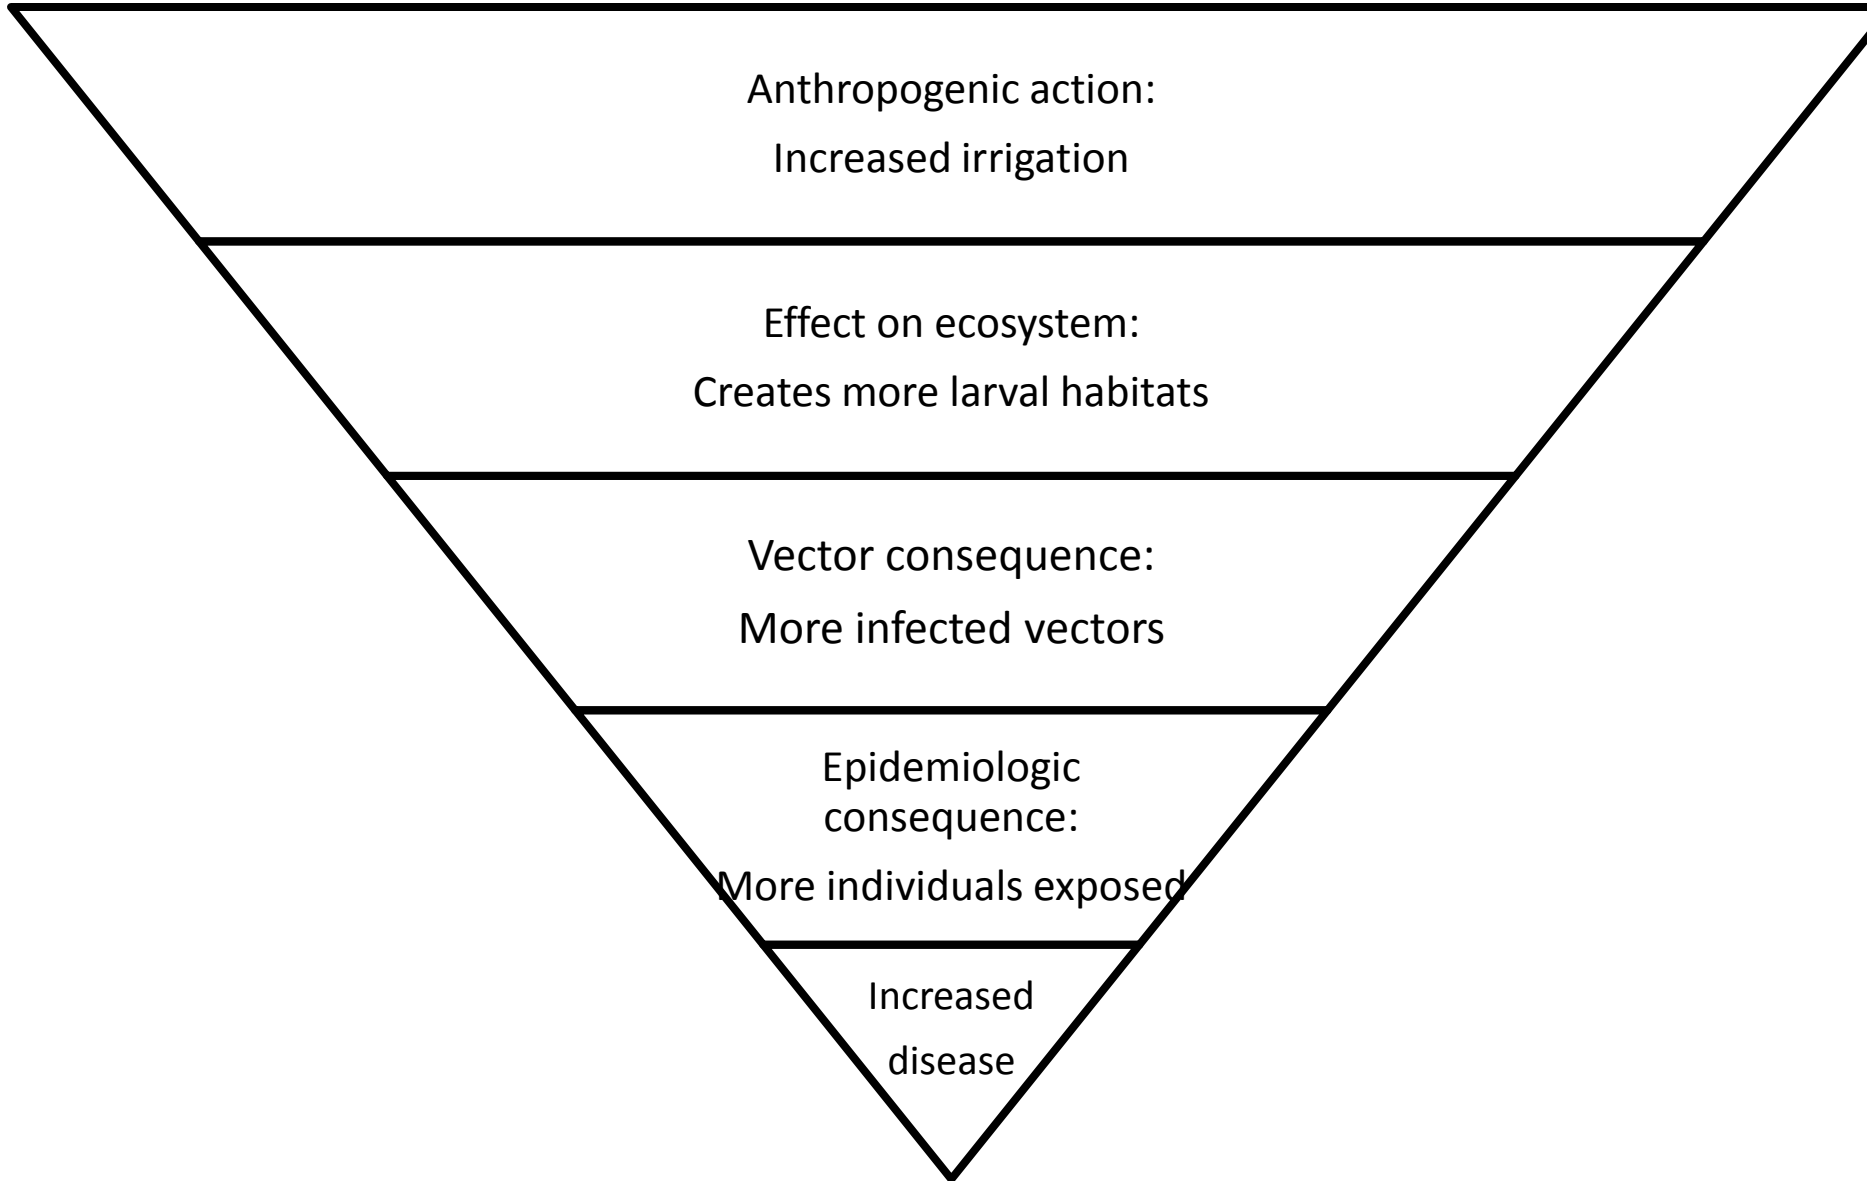 Anthropogenic action:
Increased irrigation
Effect on ecosystem:
Creates more larval habitats
Vector consequence:
More infected vectors
Epidemiologic
consequence:
More individuals exposed
Increased
disease